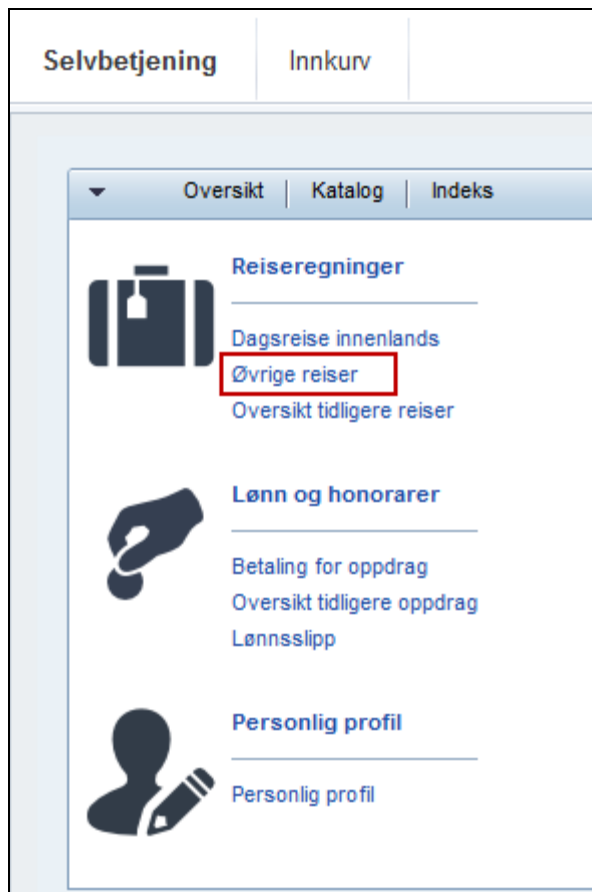 Selvbetjening Innkurv
Oversikt Katalog Indeks
Reiseregninger
Dagsreise innenlands
Øvrige reiser
Oversikt tidligere reiser
Lønn og honorarer
Betaling for oppdrag
Oversikt tidligere oppdrag
Lønnsslipp
Personlig profil
Personlig profil